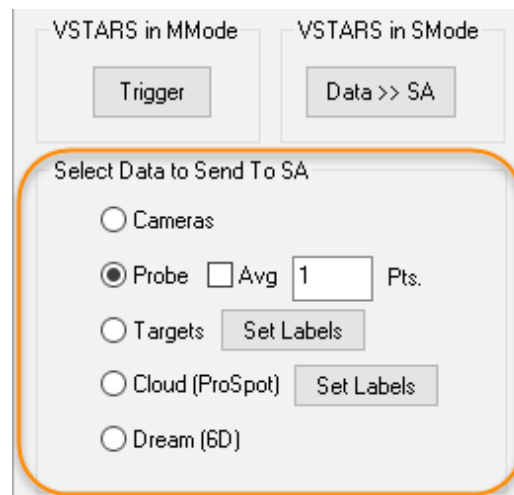 VSTARS in MMode VSTARS in SMode
Trigger Data >> SA
Select Data to Send To SA
Cameras
Probe Avg 1 Pts.
Targets Set Labels
Cloud (ProSpot) Set Labels
Dream (6D)